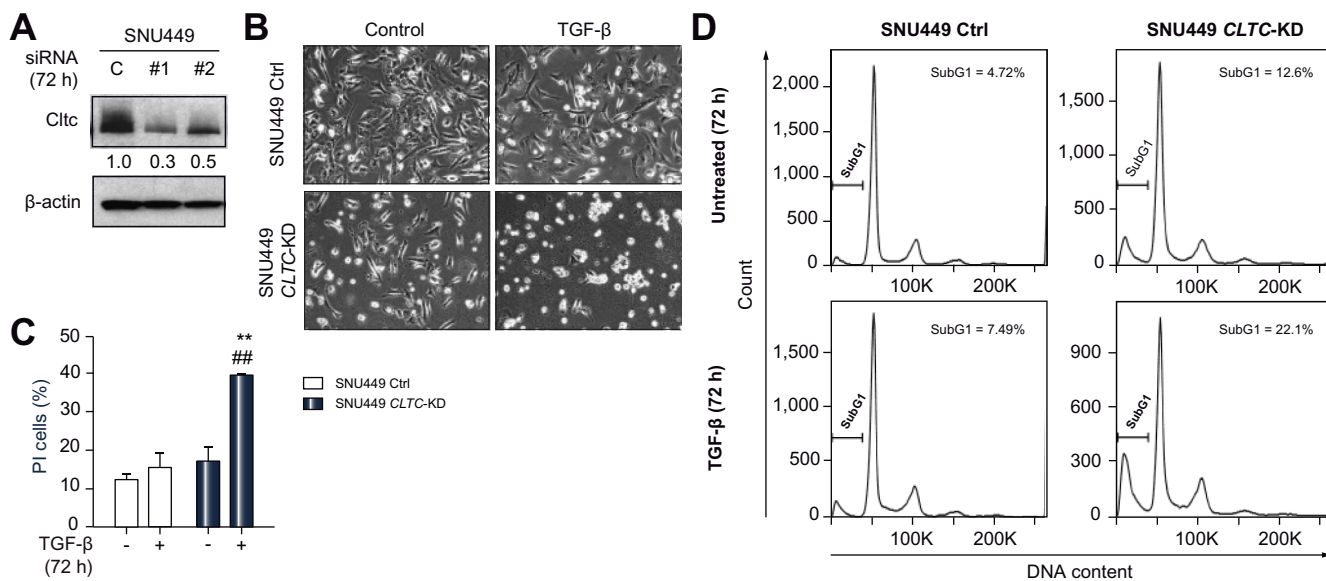 A
SNU449
siRNA
(72 h)
C #1 #2
Cltc
1.0 0.3 0.5
β-actin
B
Control TGF-β
SNU449 Ctrl
SNU449
CLTC-KD
C
50
40
30
20
10
0
PI cells (%)
**
##
TGF-β
(72 h)
- + - +
SNU449 Ctrl
SNU449 CLTC-KD
D
SNU449 Ctrl SNU449 CLTC-KD
Untreated (72 h)
2,000
1,500
1,000
500
0
SubG1
SubG1 = 4.72%
100K 200K
1,500
1,000
500
0
SubG1
SubG1 = 12.6%
100K 200K
Count
TGF-β (72 h)
1,500
1,000
500
0
SubG1
SubG1 = 7.49%
100K 200K
900
600
300
0
SubG1
SubG1 = 22.1%
100K 200K
DNA content